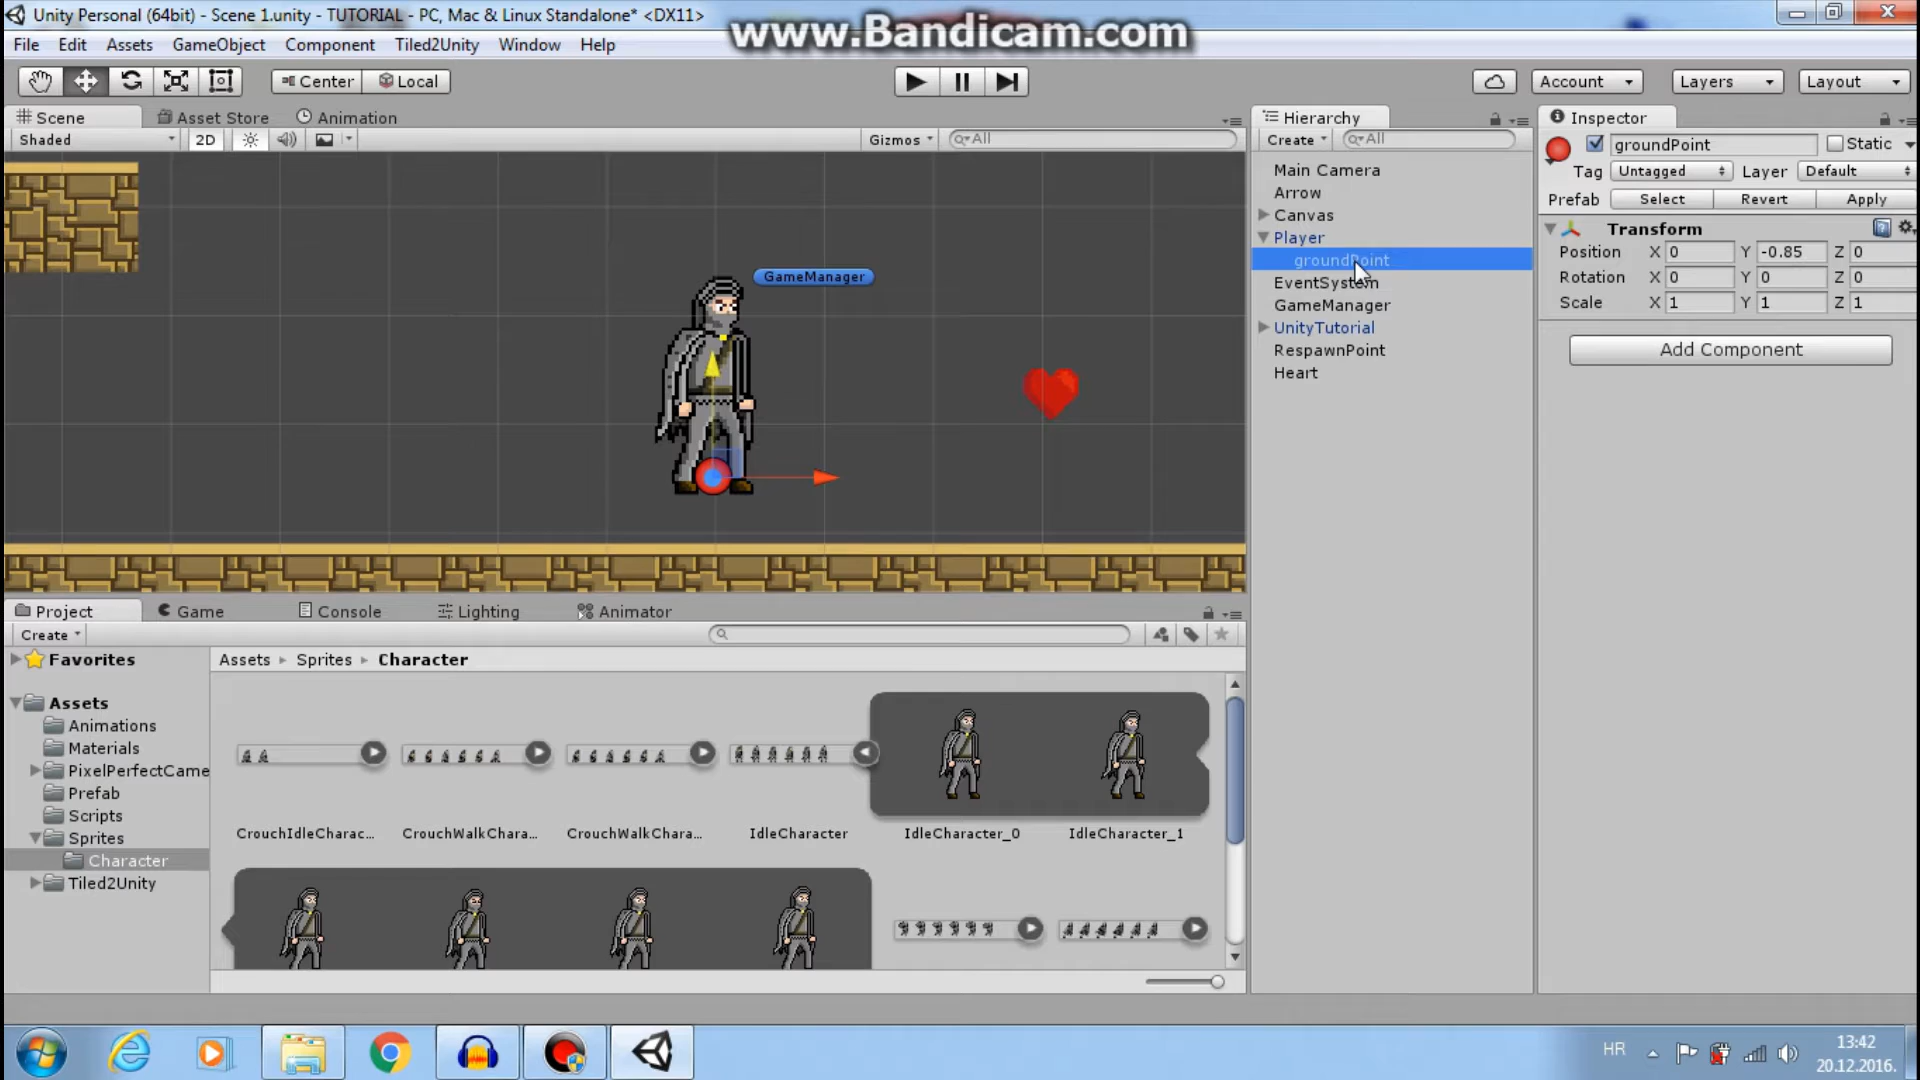 Unity Personal (64bit) - Scene 1.unity - TUTORIAL - PC, Mac & Linux Standalone* <DX11>
www.Bandicam.com
File Edit Assets GameObject Component Tiled2Unity Window Help
Center Local Account Layers Layout
Scene Asset Store Animation
Shaded 2D Gizmos All
GameManager
Hierarchy
Create All
Main Camera
Arrow
Canvas
Player
groundPoint
EventSystem
GameManager
UnityTutorial
RespawnPoint
Heart
Inspector
groundPoint Static
Tag Untagged Layer Default
Prefab Select Revert Apply
Transform
Position X 0 Y -0.85 Z 0
Rotation X 0 Y 0 Z 0
Scale X 1 Y 1 Z 1
Add Component
Project Game Console Lighting Animator
Create
Favorites
Assets
Animations
Materials
PixelPerfectCame
Prefab
Scripts
Sprites
Character
Tiled2Unity
Assets Sprites Character
CrouchIdleCharac... CrouchWalkChara... CrouchWalkChara... IdleCharacter IdleCharacter_0 IdleCharacter_1
HR
13:42
20.12.2016.